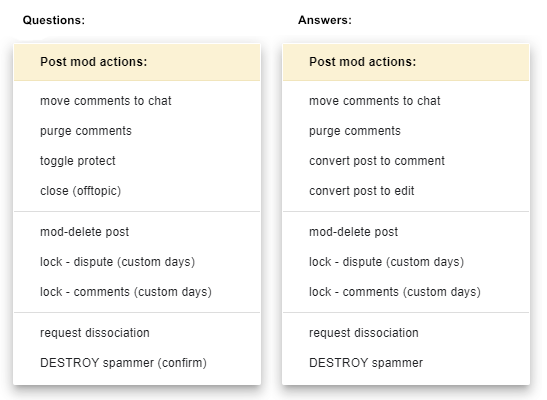 Questions:
Post mod actions:
move comments to chat
purge comments
toggle protect
close (offtopic)
mod-delete post
lock - dispute (custom days)
lock - comments (custom days)
request dissociation
DESTROY spammer (confirm)
Answers:
Post mod actions:
move comments to chat
purge comments
convert post to comment
convert post to edit
mod-delete post
lock - dispute (custom days)
lock - comments (custom days)
request dissociation
DESTROY spammer